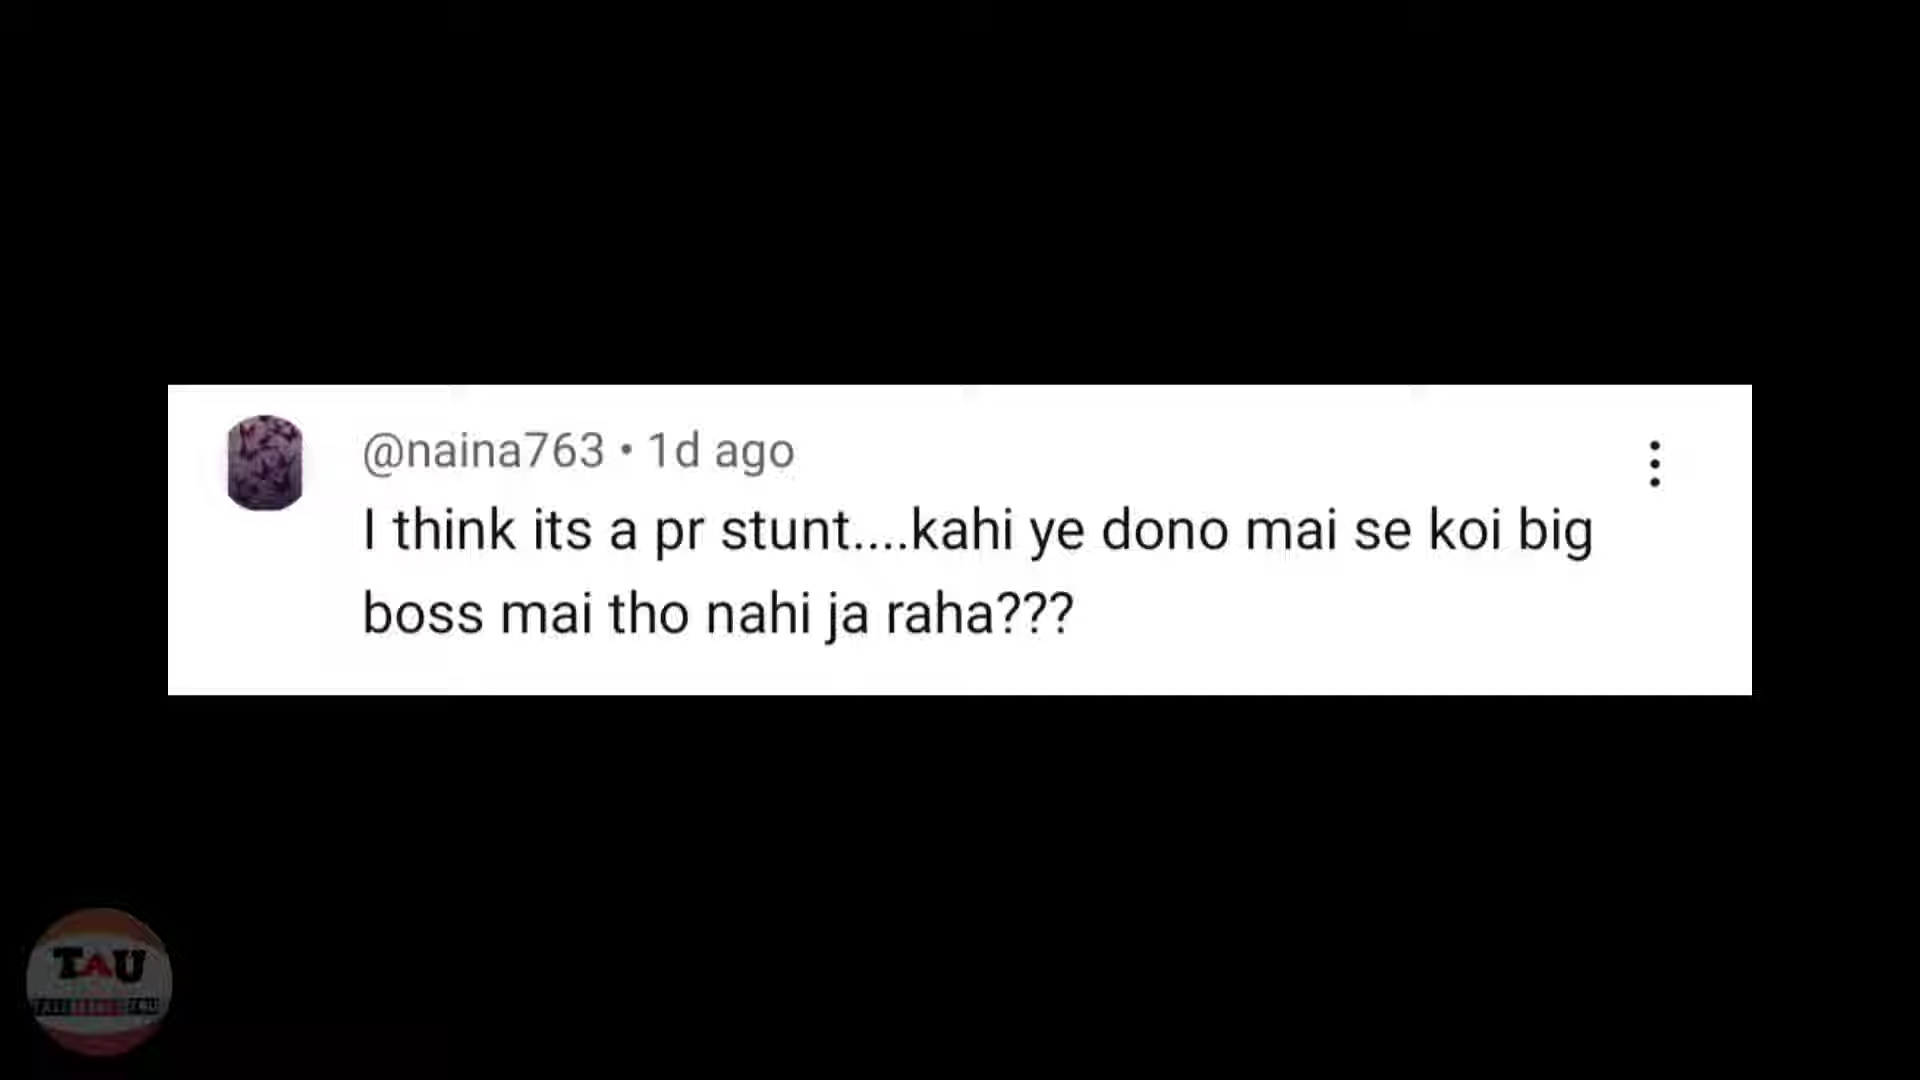 @naina763 • 1d ago
I think its a pr stunt....kahi ye dono mai se koi big
boss mai tho nahi ja raha???
TAU